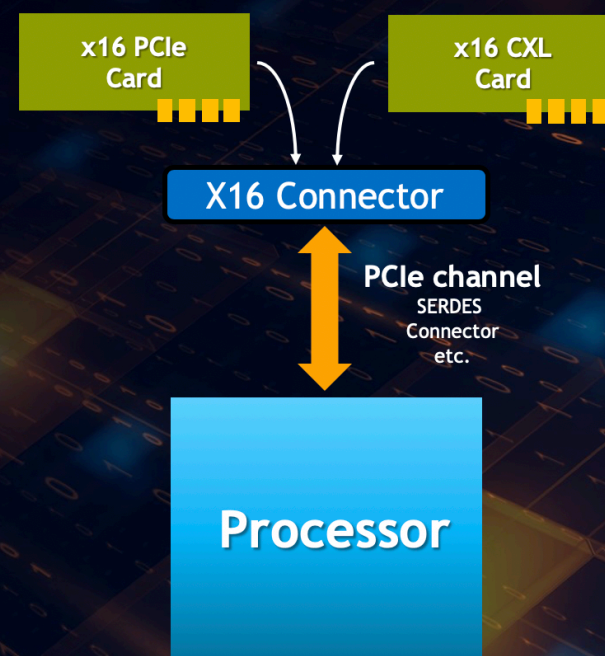 x16 PCIe
Card
x16 CXL
Card
X16 Connector
PCIe channel
SERDES
Connector
etc.
Processor